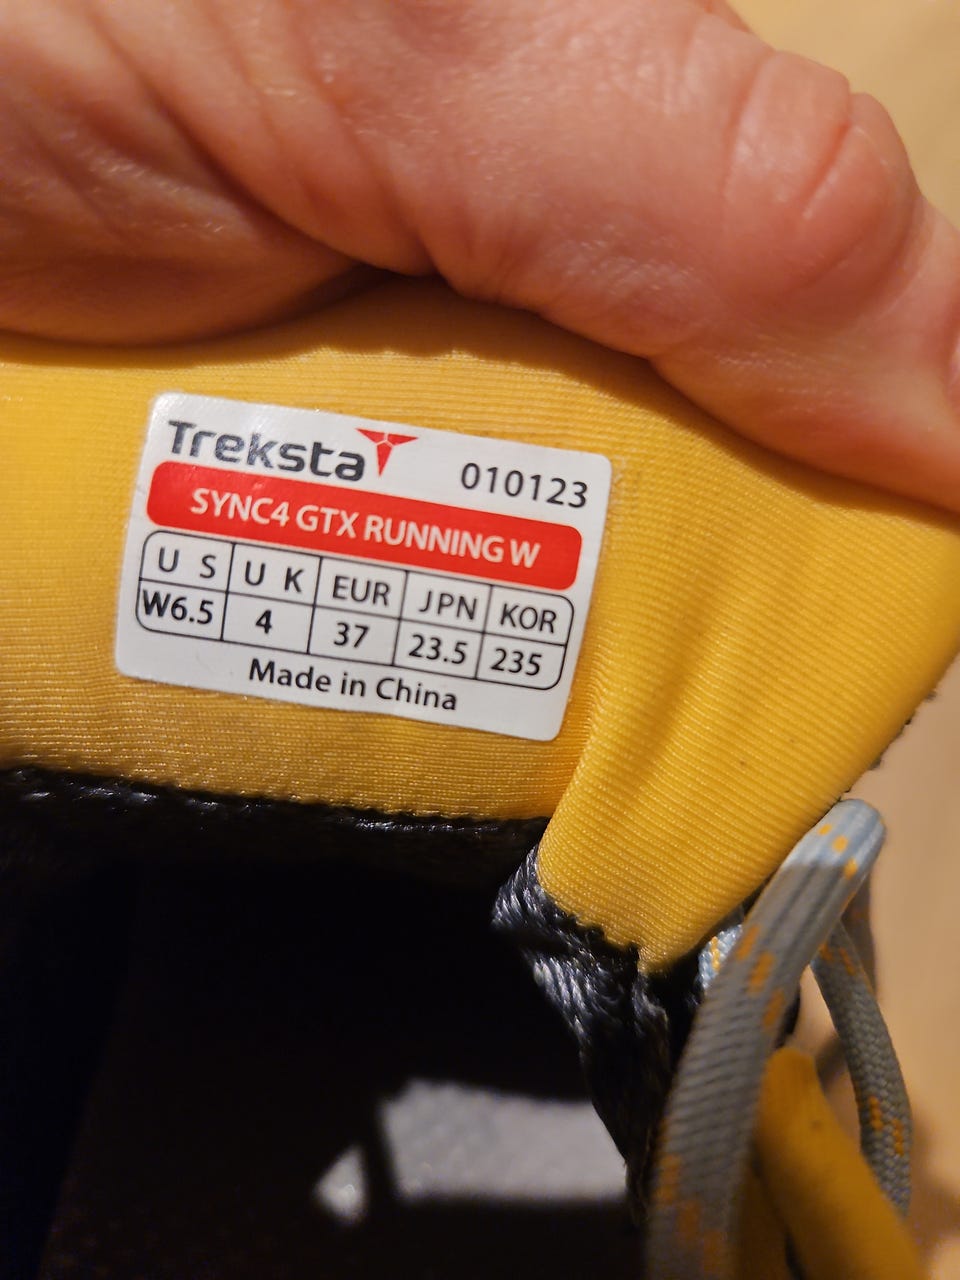 Treksta 010123
SYNC4 GTX RUNNING W
U S U K EUR JPN KOR
W6.5 4 37 23.5 235
Made in China